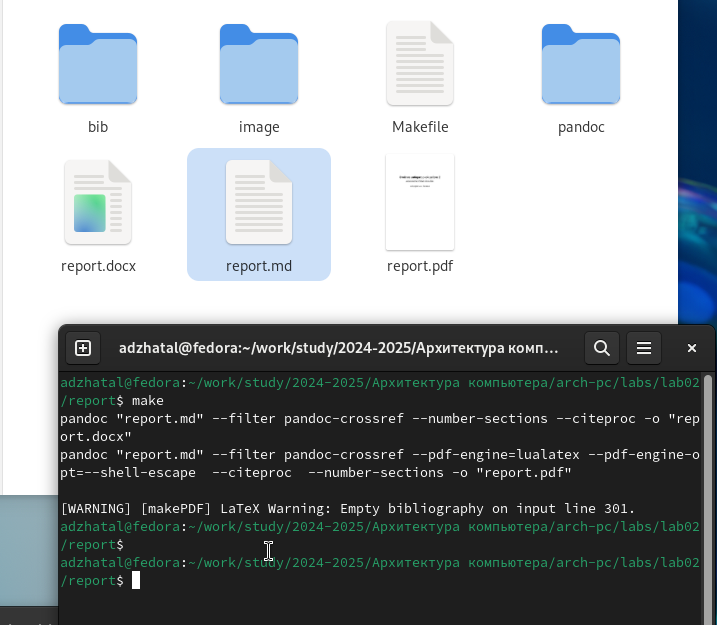 bib
image
Makefile
pandoc
report.docx
report.md
report.pdf
adzhatal@fedora:~/work/study/2024-2025/Архитектура комп…
adzhatal@fedora:~/work/study/2024-2025/Архитектура компьютера/arch-pc/labs/lab02
/report$ make
pandoc "report.md" --filter pandoc-crossref --number-sections --citeproc -o "rep
ort.docx"
pandoc "report.md" --filter pandoc-crossref --pdf-engine=lualatex --pdf-engine-o
pt=--shell-escape  --citeproc  --number-sections -o "report.pdf"
[WARNING] [makePDF] LaTeX Warning: Empty bibliography on input line 301.
adzhatal@fedora:~/work/study/2024-2025/Архитектура компьютера/arch-pc/labs/lab02
/report$
adzhatal@fedora:~/work/study/2024-2025/Архитектура компьютера/arch-pc/labs/lab02
/report$